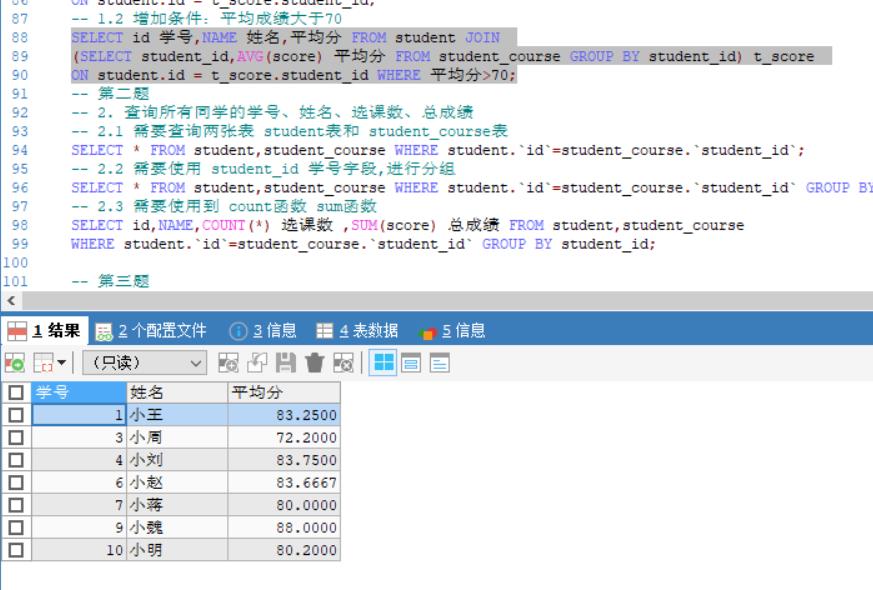 86 ON student.id = t_score.student_id;
87 -- 1.2 增加条件：平均成绩大于70
88 SELECT id 学号,NAME 姓名,平均分 FROM student JOIN
89 (SELECT student_id,AVG(score) 平均分 FROM student_course GROUP BY student_id) t_score
90 ON student.id = t_score.student_id WHERE 平均分>70;
91 -- 第二题
92 -- 2. 查询所有同学的学号、姓名、选课数、总成绩
93 -- 2.1 需要查询两张表 student表和 student_course表
94 SELECT * FROM student,student_course WHERE student.`id`=student_course.`student_id`;
95 -- 2.2 需要使用 student_id 学号字段,进行分组
96 SELECT * FROM student,student_course WHERE student.`id`=student_course.`student_id` GROUP BY
97 -- 2.3 需要使用到 count函数 sum函数
98 SELECT id,NAME,COUNT(*) 选课数 ,SUM(score) 总成绩 FROM student,student_course
99 WHERE student.`id`=student_course.`student_id` GROUP BY student_id;
100
101 -- 第三题
1 结果 2 个配置文件 3 信息 4 表数据 5 信息
（只读）
学号 姓名 平均分
1 小王 83.2500
3 小周 72.2000
4 小刘 83.7500
6 小赵 83.6667
7 小蒋 80.0000
9 小魏 88.0000
10 小明 80.2000